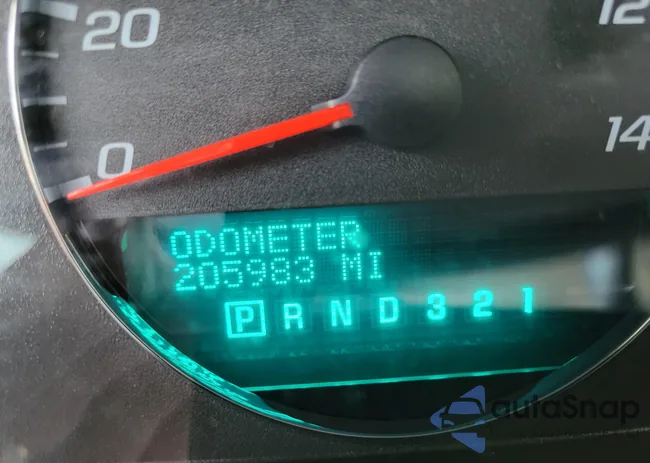 20
12
0
14
ODOMETER
205983 MI
P R N D 3 2 1
autoSnap